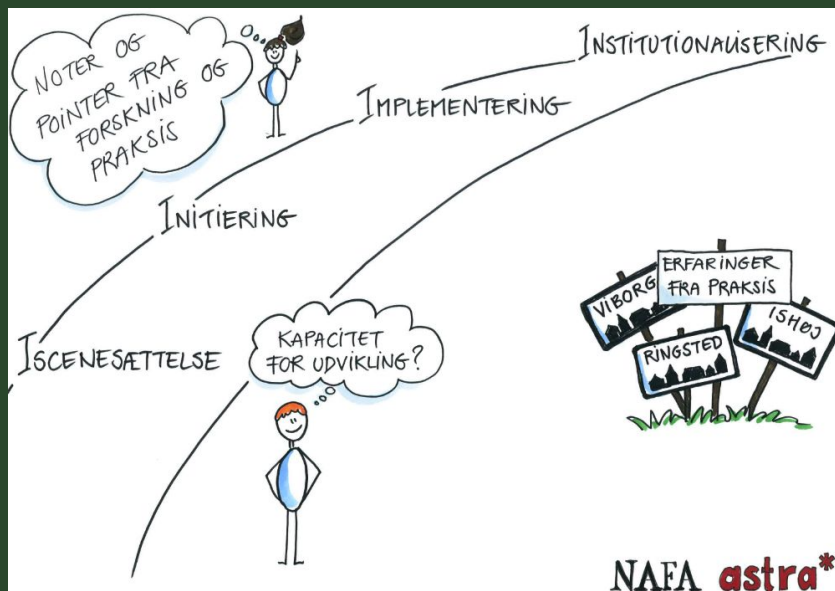 NOTER OG
POINTER FRA
FORSKNING OG
PRAKSIS
INSTITUTIONALISERING
IMPLEMENTERING
INITIERING
ISCENESÆTTELSE
KAPACITET
FOR UDVIKLING?
ERFARINGER
FRA PRAKSIS
VIBORG
ISHØJ
RINGSTED
NAFA astra*